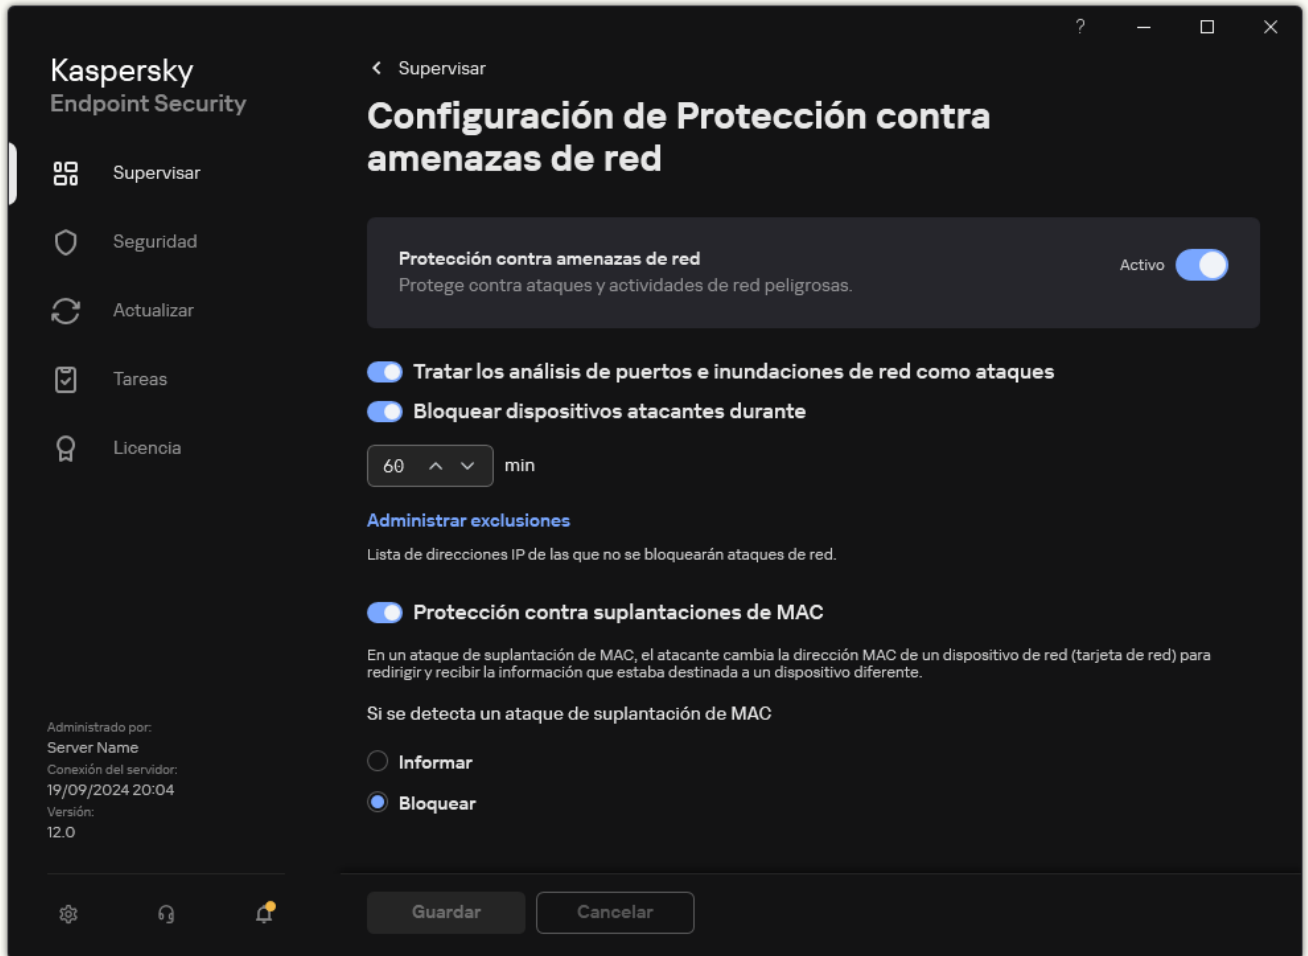 ?
Kaspersky
Endpoint Security
Supervisar
Seguridad
Actualizar
Tareas
Licencia
Administrado por:
Server Name
Conexión del servidor:
19/09/2024 20:04
Versión:
12.0
Supervisar
Configuración de Protección contra
amenazas de red
Protección contra amenazas de red
Protege contra ataques y actividades de red peligrosas.
Activo
Tratar los análisis de puertos e inundaciones de red como ataques
Bloquear dispositivos atacantes durante
60 min
Administrar exclusiones
Lista de direcciones IP de las que no se bloquearán ataques de red.
Protección contra suplantaciones de MAC
En un ataque de suplantación de MAC, el atacante cambia la dirección MAC de un dispositivo de red (tarjeta de red) para
redirigir y recibir la información que estaba destinada a un dispositivo diferente.
Si se detecta un ataque de suplantación de MAC
Informar
Bloquear
Guardar
Cancelar